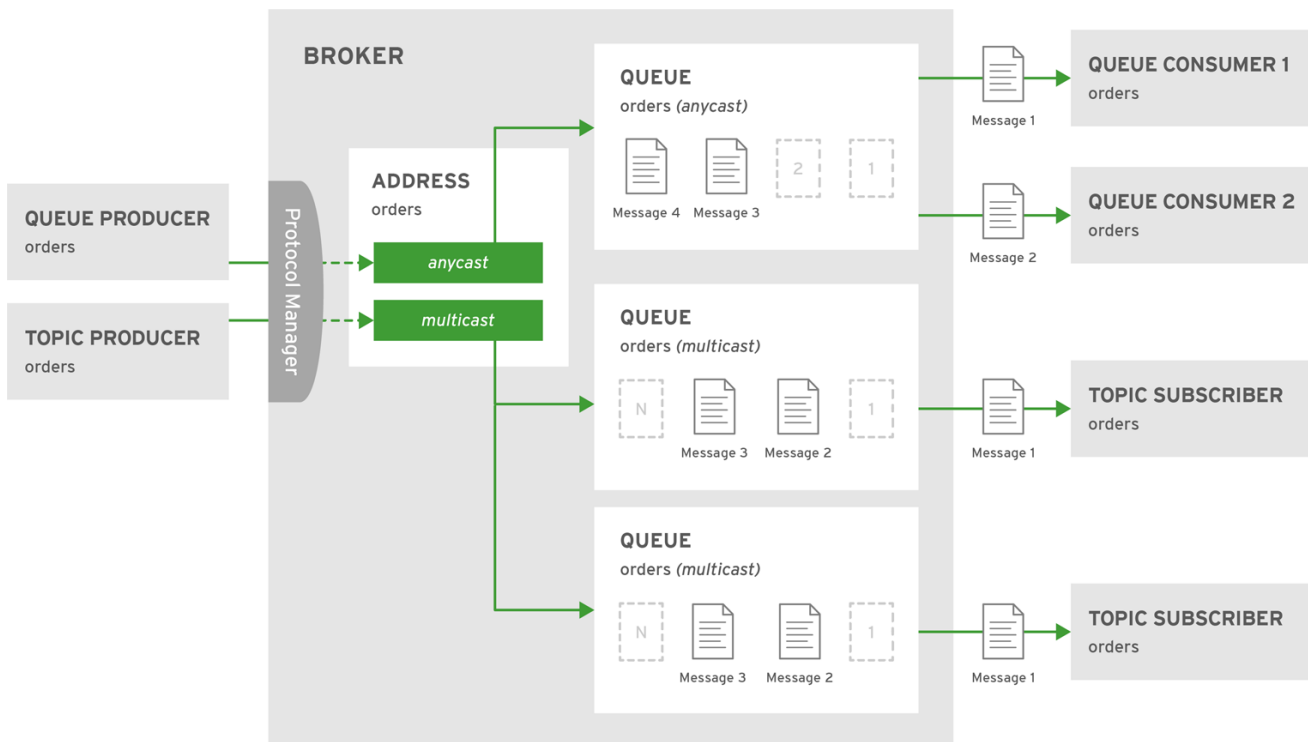 BROKER
QUEUE PRODUCER
orders
TOPIC PRODUCER
orders
Protocol Manager
ADDRESS
orders
anycast
multicast
QUEUE
orders (anycast)
2
1
Message 4
Message 3
QUEUE
orders (multicast)
N
1
Message 3
Message 2
QUEUE
orders (multicast)
N
1
Message 3
Message 2
Message 1
QUEUE CONSUMER 1
orders
Message 2
QUEUE CONSUMER 2
orders
Message 1
TOPIC SUBSCRIBER
orders
Message 1
TOPIC SUBSCRIBER
orders